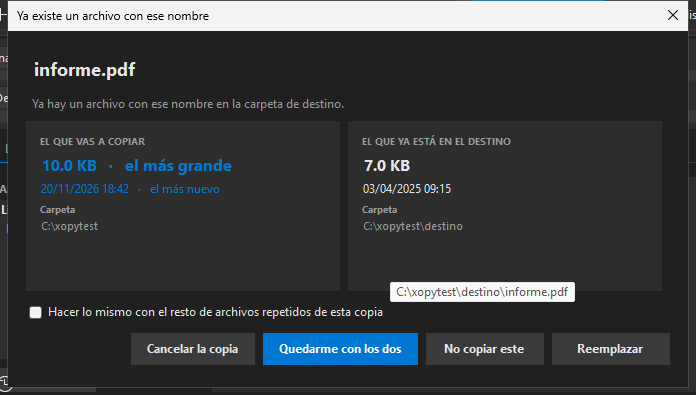 Ya existe un archivo con ese nombre
informe.pdf
Ya hay un archivo con ese nombre en la carpeta de destino.
EL QUE VAS A COPIAR
10.0 KB · el más grande
20/11/2026 18:42 · el más nuevo
Carpeta
C:\xopytest
EL QUE YA ESTÁ EN EL DESTINO
7.0 KB
03/04/2025 09:15
Carpeta
C:\xopytest\destino
C:\xopytest\destino\informe.pdf
Hacer lo mismo con el resto de archivos repetidos de esta copia
Cancelar la copia
Quedarme con los dos
No copiar este
Reemplazar